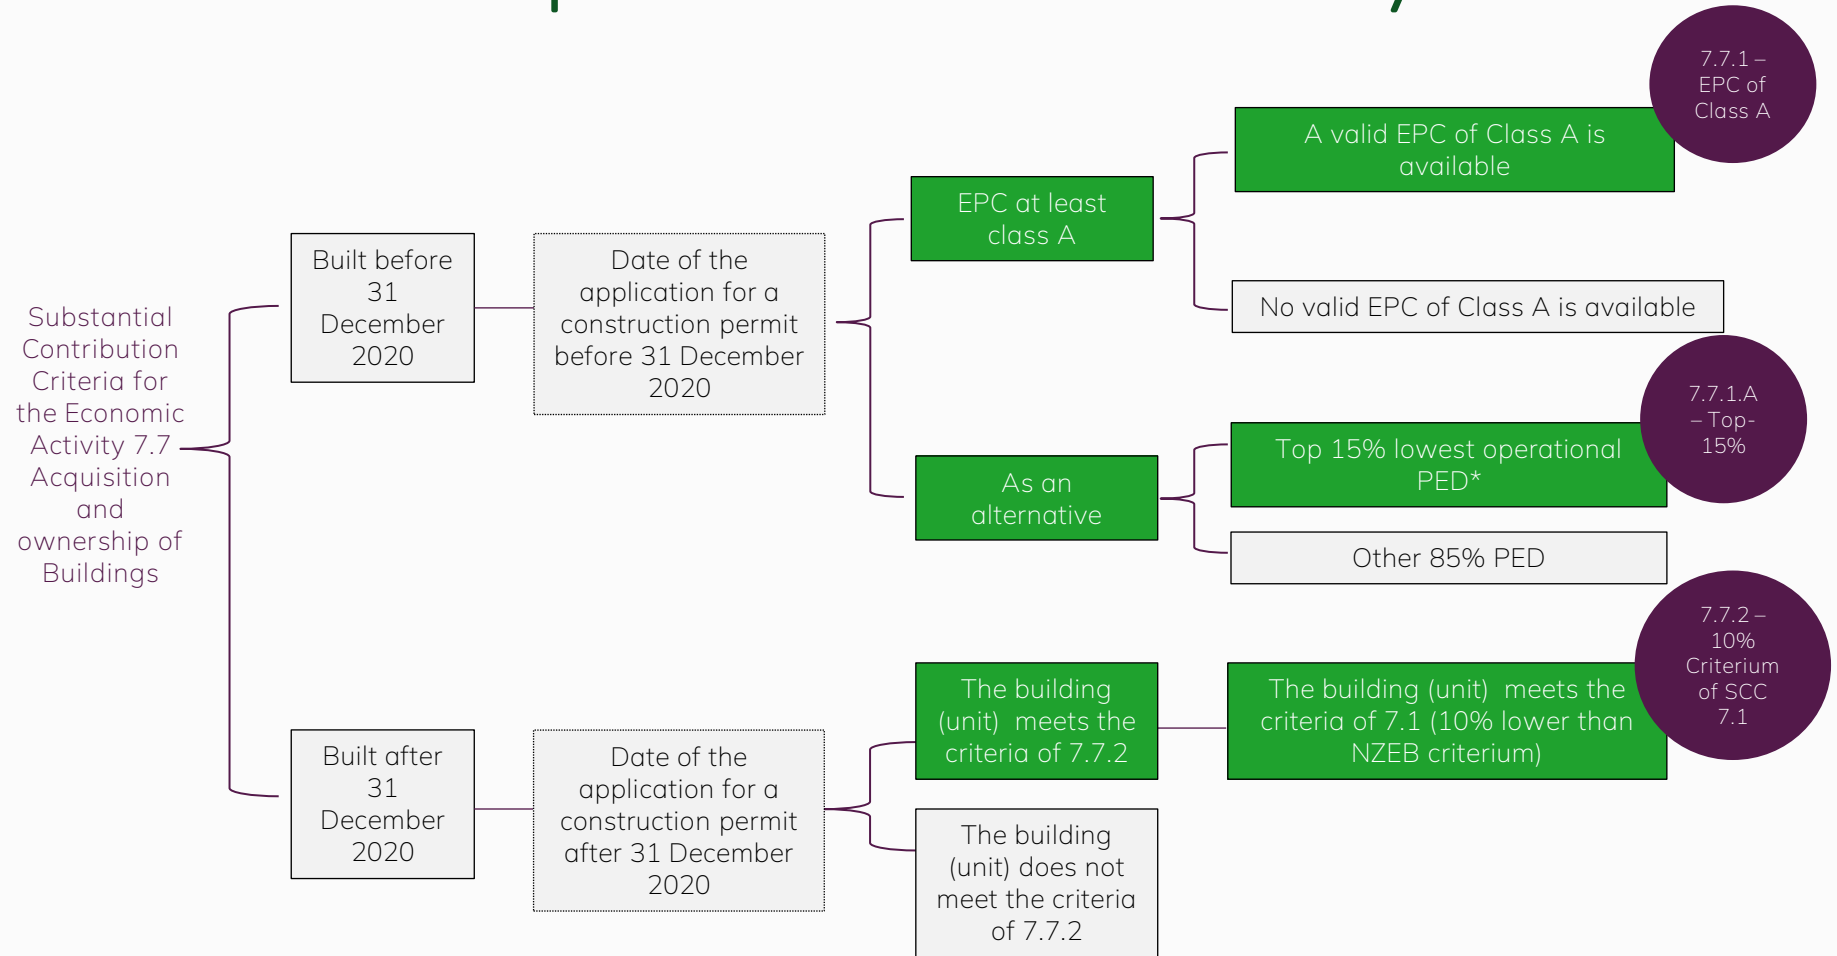 Substantial
Contribution
Criteria for
the Economic
Activity 7.7
Acquisition
and
ownership of
Buildings
Built before
31
December
2020
Date of the
application for a
construction permit
before 31 December
2020
EPC at least
class A
A valid EPC of Class A is
available
7.7.1 –
EPC of
Class A
No valid EPC of Class A is available
As an
alternative
Top 15% lowest operational
PED*
7.7.1.A
– Top-
15%
Other 85% PED
Built after
31
December
2020
Date of the
application for a
construction permit
after 31 December
2020
The building
(unit) meets the
criteria of 7.7.2
The building (unit) meets the
criteria of 7.1 (10% lower than
NZEB criterium)
7.7.2 –
10%
Criterium
of SCC
7.1
The building
(unit) does not
meet the criteria
of 7.7.2